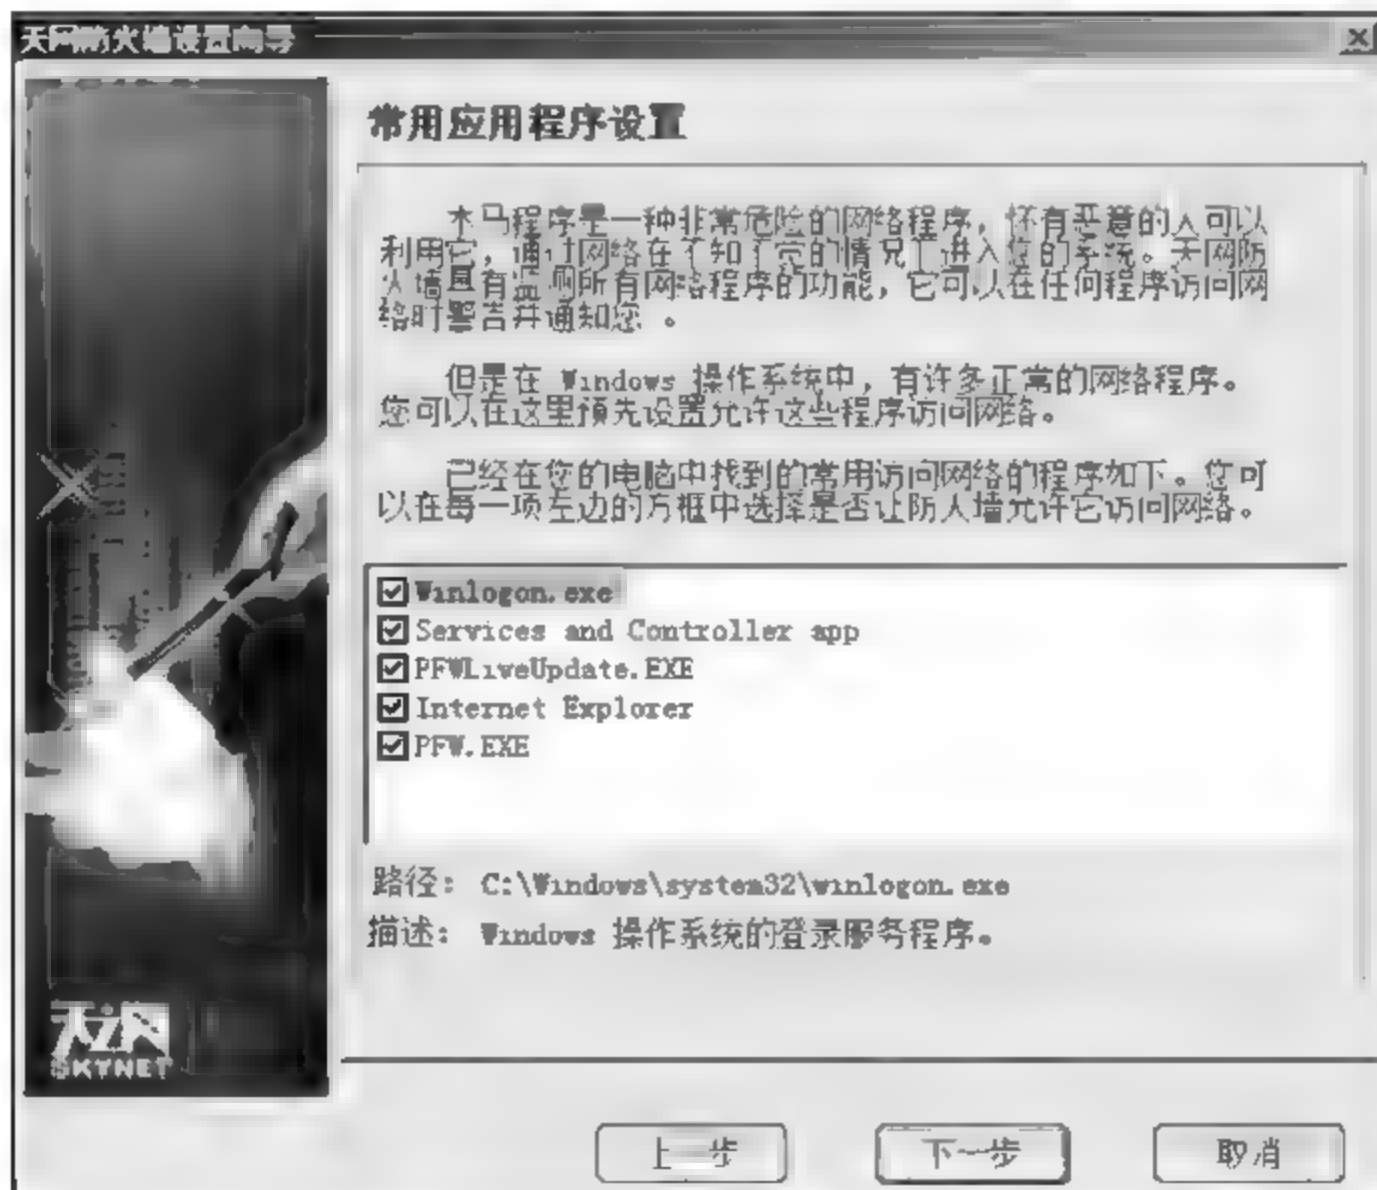 天网防火墙设置向导
常用应用程序设置
木马程序是一种非常危险的网络程序，怀有恶意的人可以
利用它，通过网络在不知不觉的情况下进入您的系统。天网防
火墙具有监测所有网络程序的功能，它可以在任何程序访问网
络时警告并通知您 。
但是在 Windows 操作系统中，有许多正常的网络程序。
您可以在这里预先设置允许这些程序访问网络。
已经在您的电脑中找到的常用访问网络的程序如下。您可
以在每一项左边的方框中选择是否让防火墙允许它访问网络。
Winlogon.exe
Services and Controller app
PFWLiveUpdate.EXE
Internet Explorer
PFW.EXE
路径： C:\Windows\system32\winlogon.exe
描述： Windows 操作系统的登录服务程序。
天网
SKYNET
上一步
下一步
取消